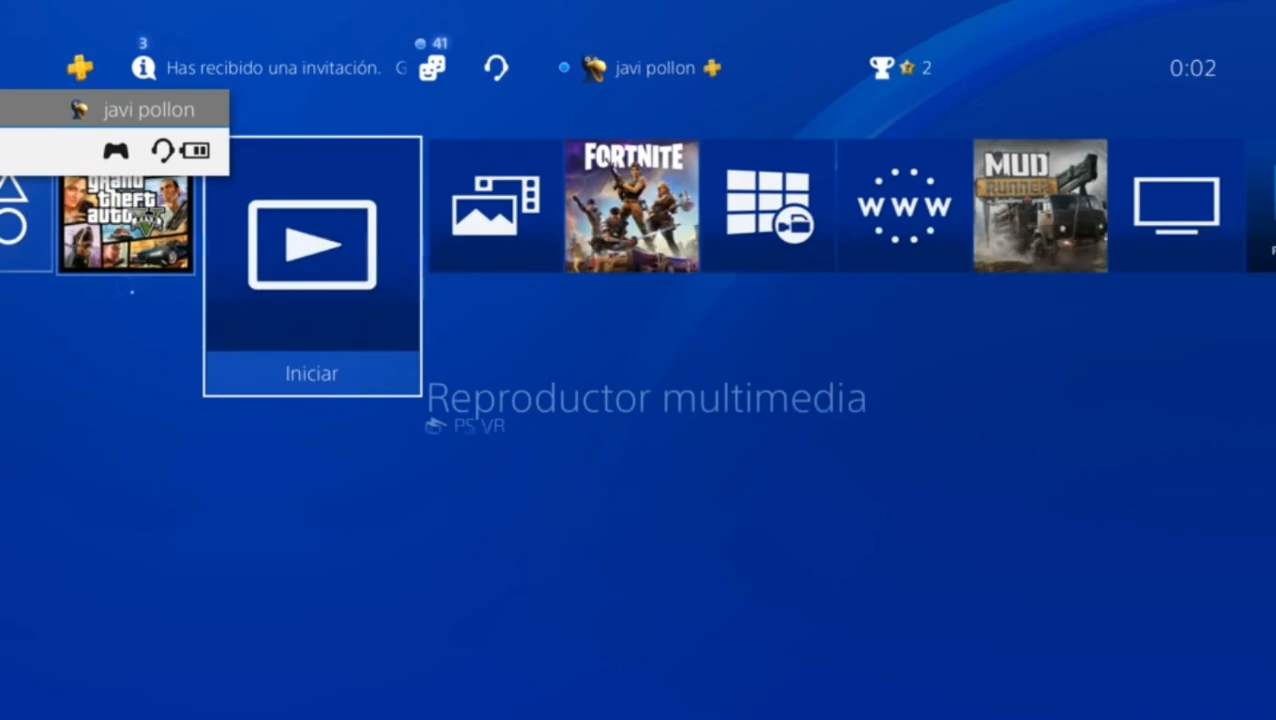 3
41
Has recibido una invitación. G
javi pollon
2
0:02
javi pollon
grand
theft
auto V
FORTNITE
WWW
MUD
RUNNER
Iniciar
Reproductor multimedia
PS VR